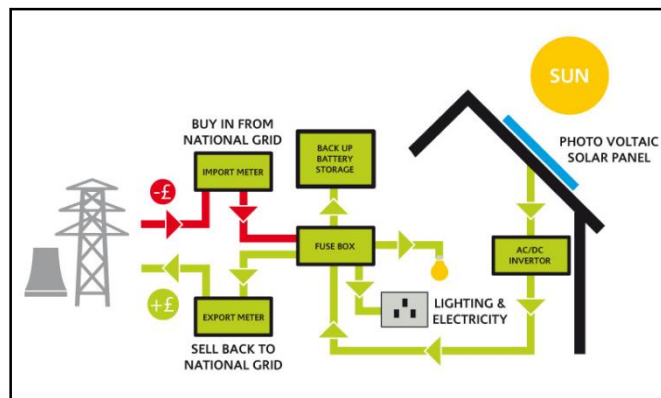 SUN
BUY IN FROM
NATIONAL GRID
PHOTO VOLTAIC
SOLAR PANEL
BACK UP
BATTERY
STORAGE
IMPORT METER
-£
FUSE BOX
AC/DC
INVERTOR
+£
EXPORT METER
LIGHTING &
ELECTRICITY
SELL BACK TO
NATIONAL GRID